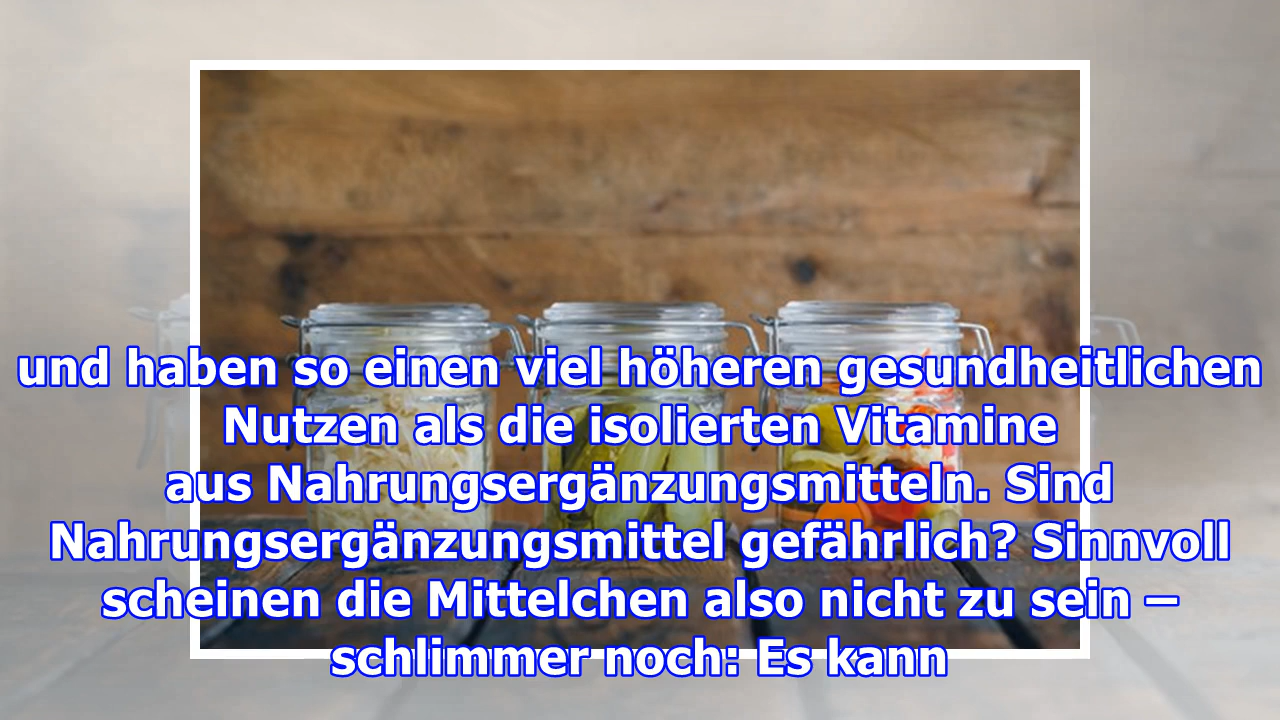 und haben so einen viel höheren gesundheitlichen
Nutzen als die isolierten Vitamine
aus Nahrungsergänzungsmitteln. Sind
Nahrungsergänzungsmittel gefährlich? Sinnvoll
scheinen die Mittelchen also nicht zu sein –
schlimmer noch: Es kann